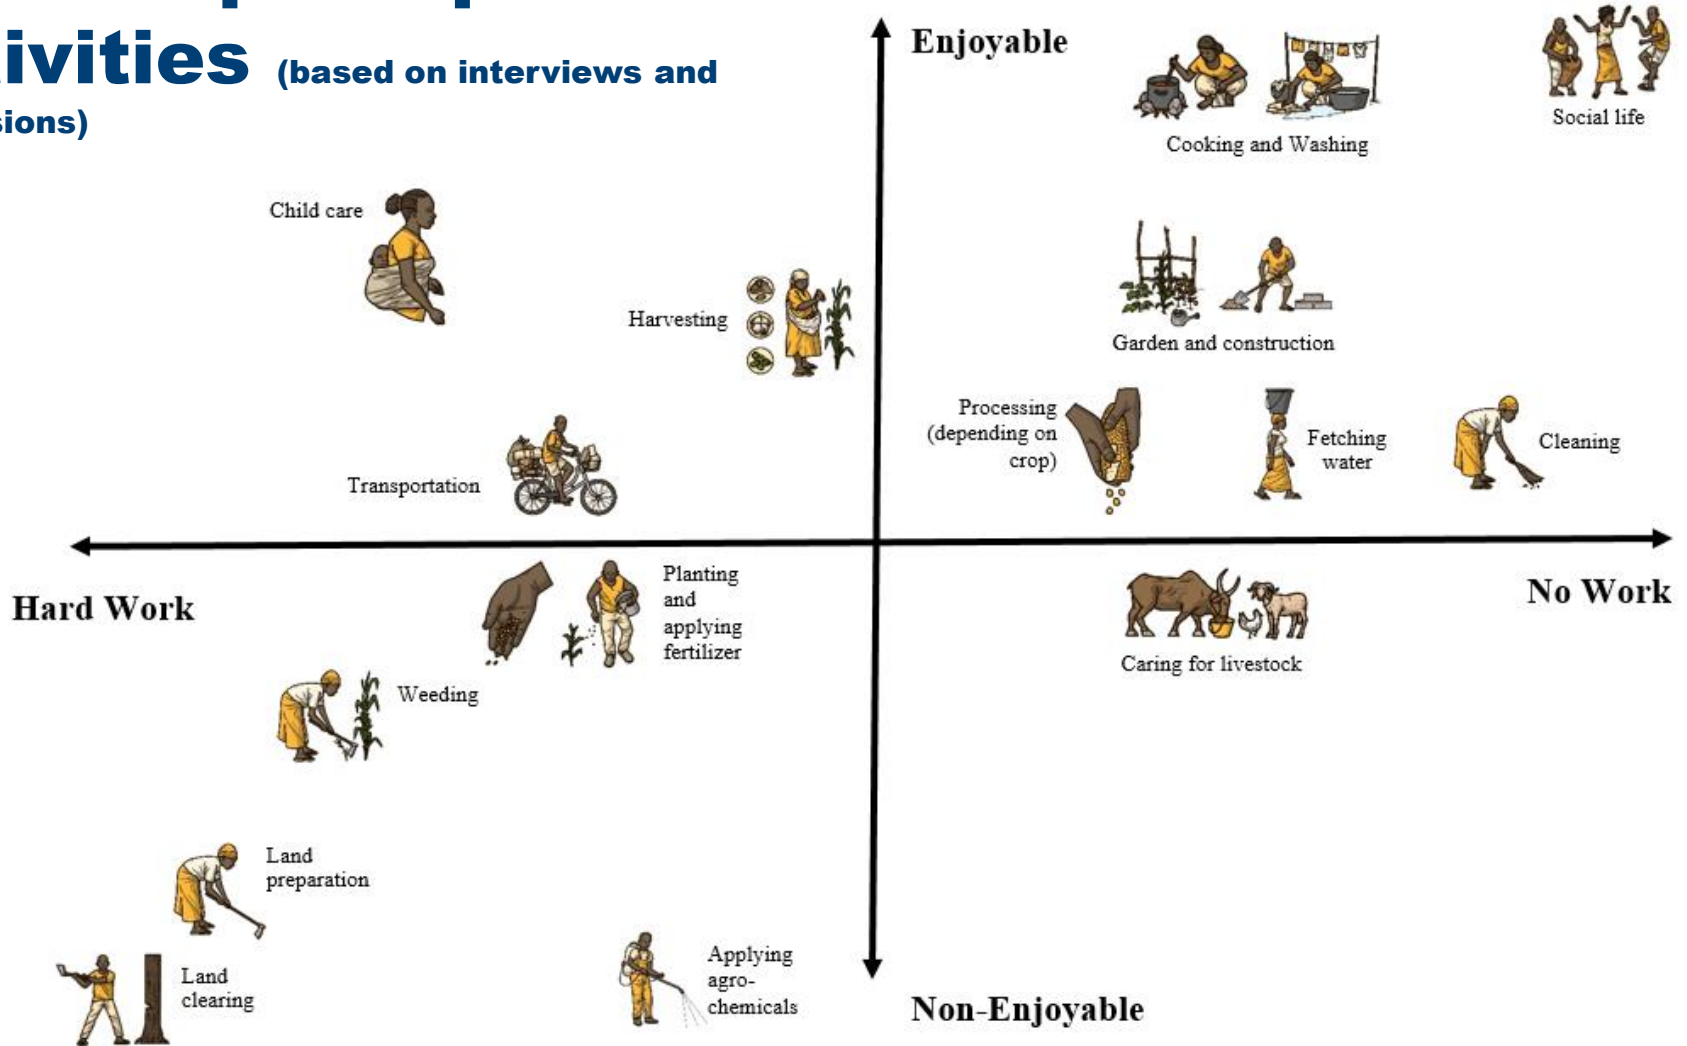 ivities (based on interviews and
sions)
Enjoyable
Cooking and Washing
Social life
Child care
Harvesting
Garden and construction
Processing
(depending on
crop)
Fetching
water
Cleaning
Transportation
Hard Work
No Work
Planting
and
applying
fertilizer
Caring for livestock
Weeding
Land
preparation
Land
clearing
Applying
agro-
chemicals
Non-Enjoyable